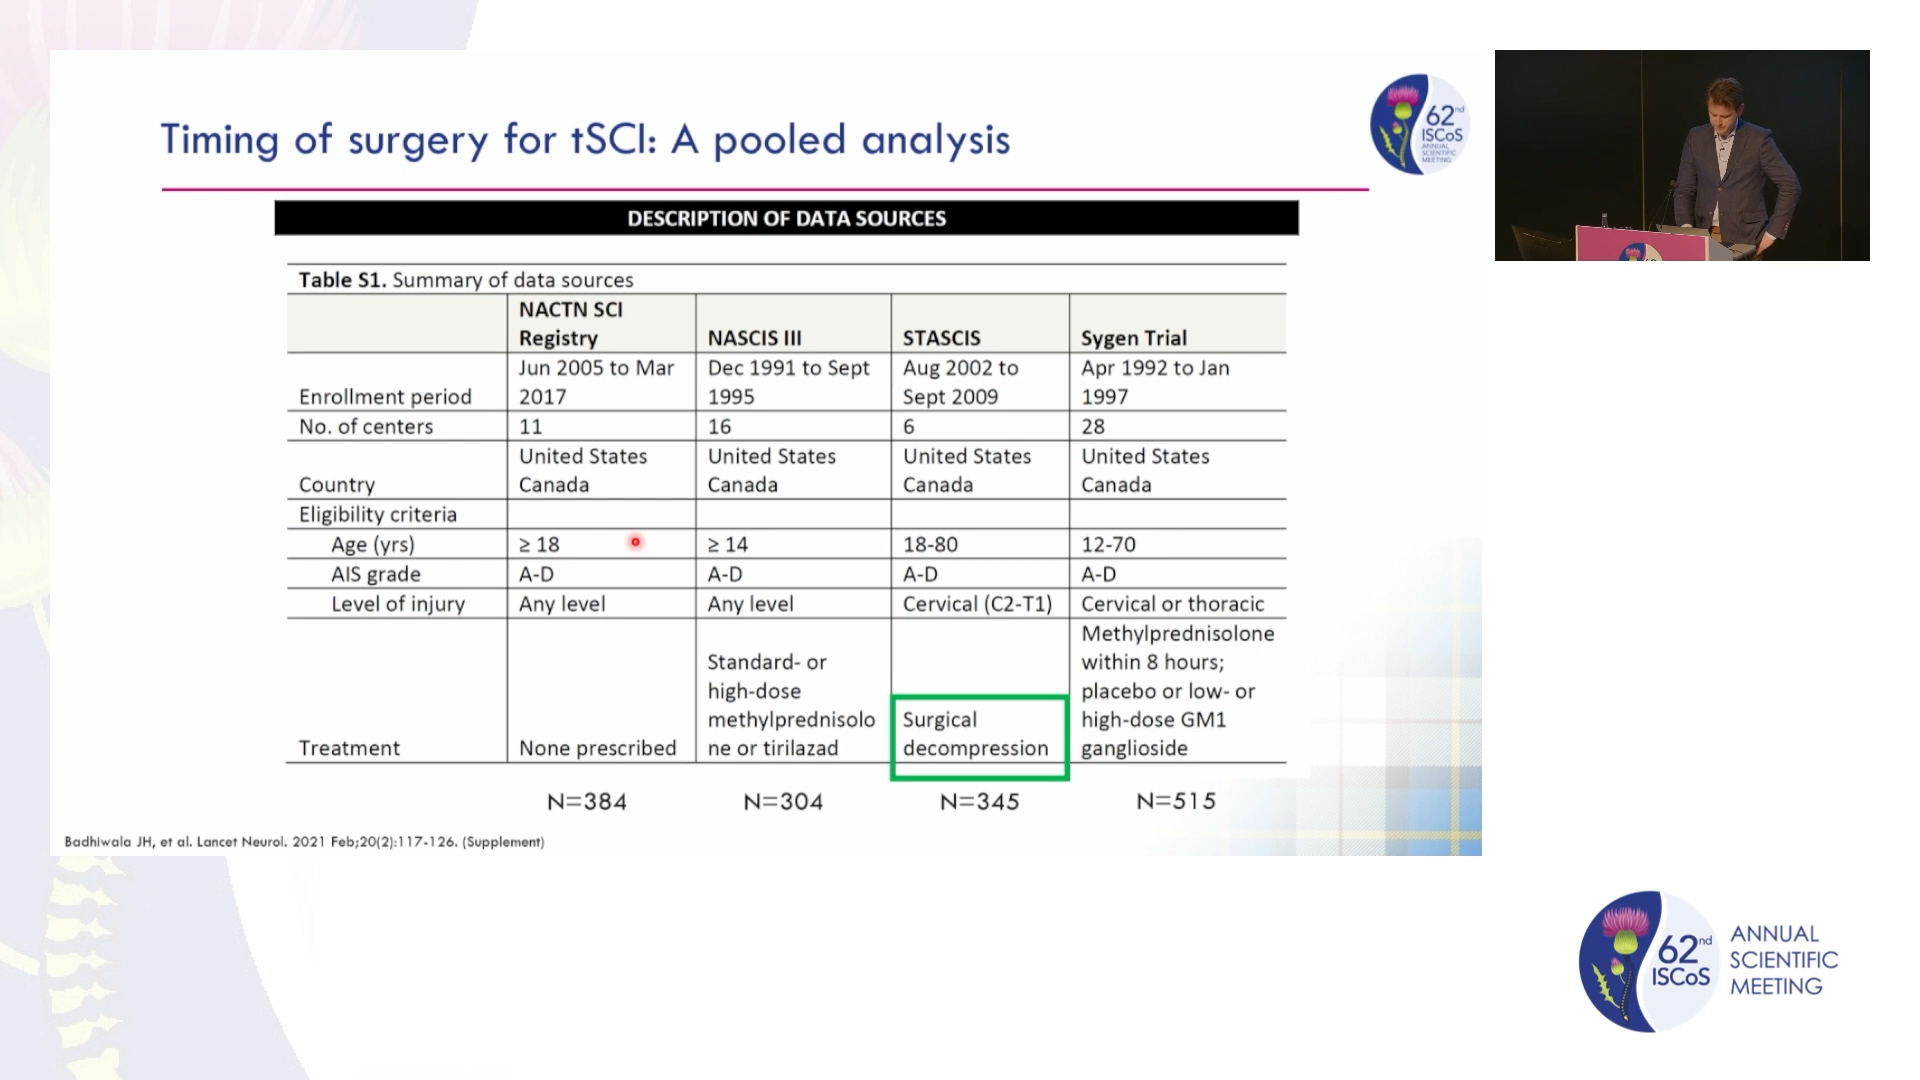 Timing of surgery for tSCI: A pooled analysis
62nd
ISCoS
ANNUAL
SCIENTIFIC
MEETING
DESCRIPTION OF DATA SOURCES
Table S1. Summary of data sources
NACTN SCI Registry	NASCIS III	STASCIS	Sygen Trial
Enrollment period	Jun 2005 to Mar 2017	Dec 1991 to Sept 1995	Aug 2002 to Sept 2009	Apr 1992 to Jan 1997
No. of centers	11	16	6	28
Country	United States Canada	United States Canada	United States Canada	United States Canada
Eligibility criteria
Age (yrs)	≥ 18	≥ 14	18-80	12-70
AIS grade	A-D	A-D	A-D	A-D
Level of injury	Any level	Any level	Cervical (C2-T1)	Cervical or thoracic
Treatment	None prescribed	Standard- or high-dose methylprednisolo ne or tirilazad	Surgical decompression	Methylprednisolone within 8 hours; placebo or low- or high-dose GM1 ganglioside
N=384	N=304	N=345	N=515
Badhiwala JH, et al. Lancet Neurol. 2021 Feb;20(2):117-126. (Supplement)
62nd
ISCoS
ANNUAL
SCIENTIFIC
MEETING